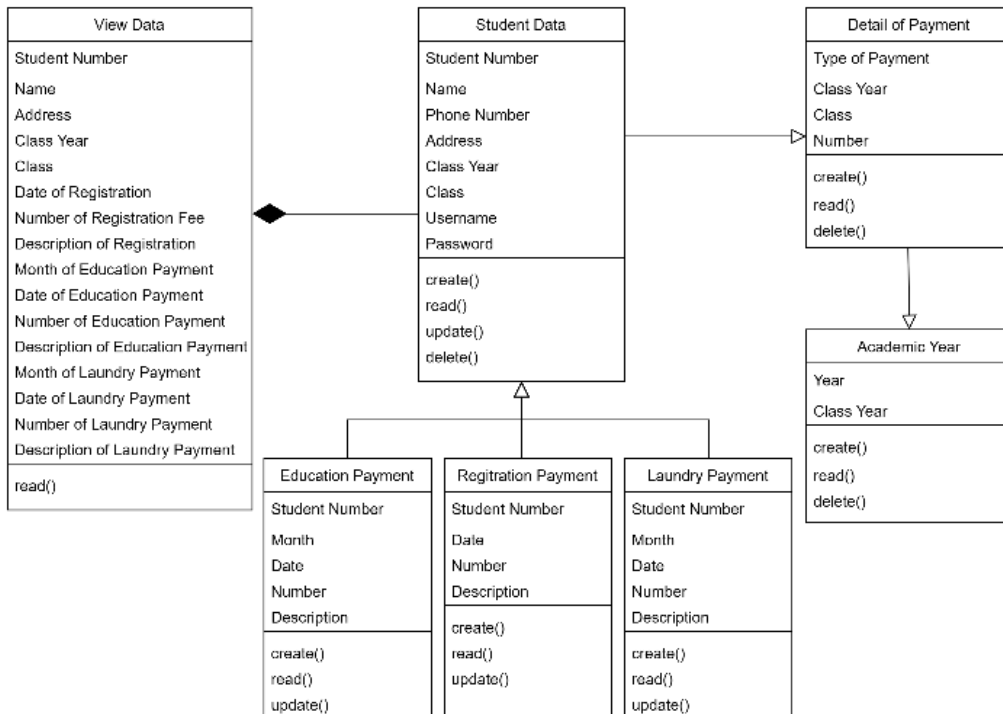 View Data
Student Number
Name
Address
Class Year
Class
Date of Registration
Number of Registration Fee
Description of Registration
Month of Education Payment
Date of Education Payment
Number of Education Payment
Description of Education Payment
Month of Laundry Payment
Date of Laundry Payment
Number of Laundry Payment
Description of Laundry Payment
read()
Student Data
Student Number
Name
Phone Number
Address
Class Year
Class
Username
Password
create()
read()
update()
delete()
Detail of Payment
Type of Payment
Class Year
Class
Number
create()
read()
delete()
Academic Year
Year
Class Year
create()
read()
delete()
Education Payment
Student Number
Month
Date
Number
Description
create()
read()
update()
Regitration Payment
Student Number
Date
Number
Description
create()
read()
update()
Laundry Payment
Student Number
Month
Date
Number
Description
create()
read()
update()